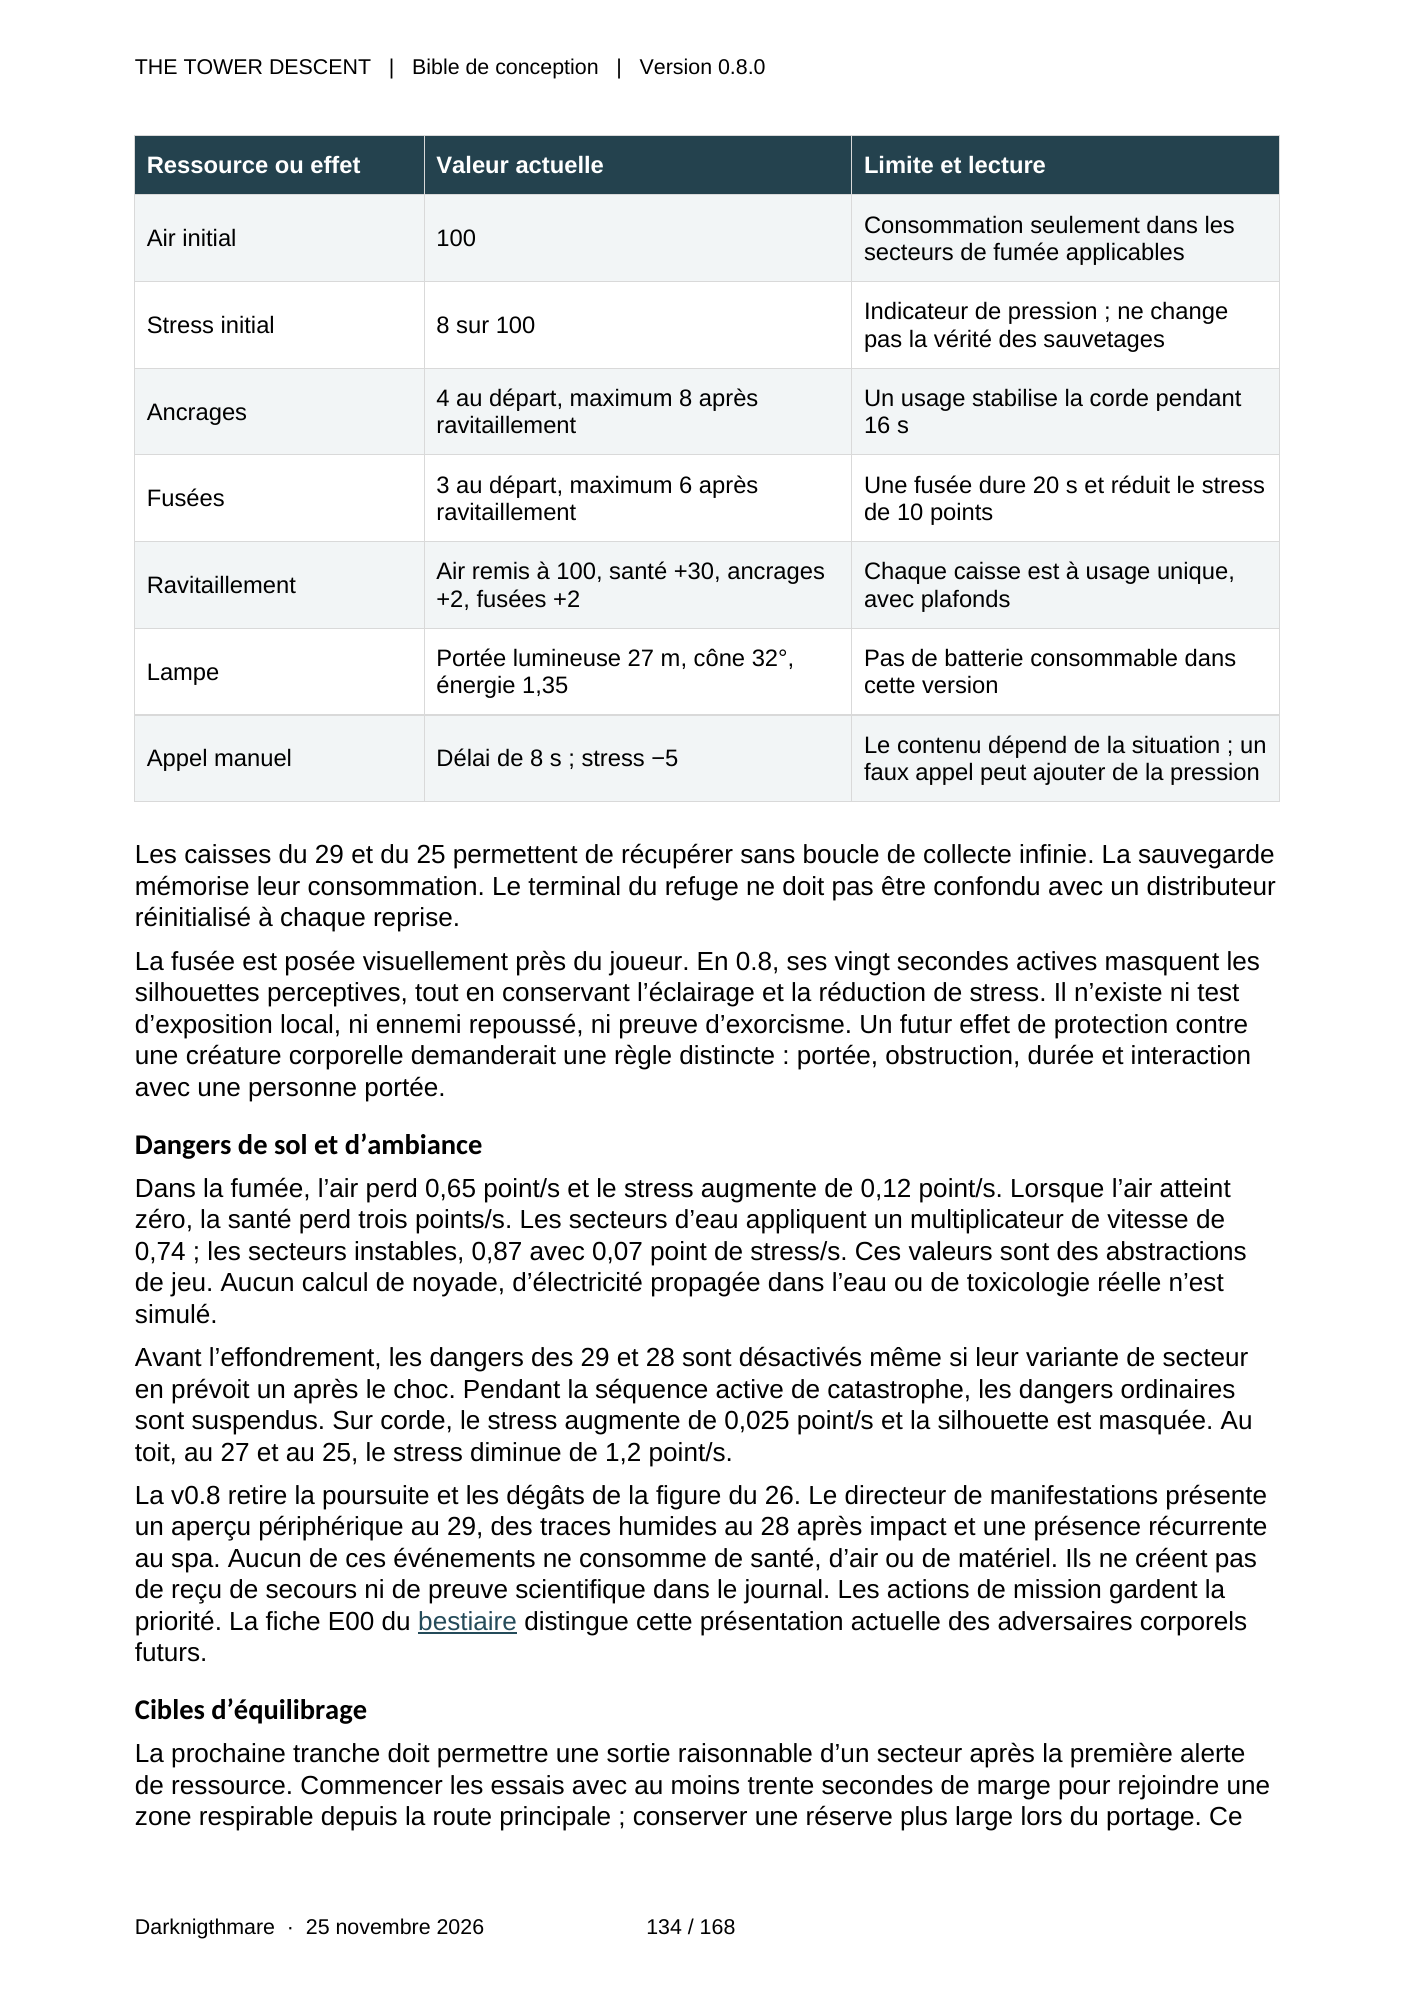 THE TOWER DESCENT | Bible de conception | Version 0.8.0
Ressource ou effet
Valeur actuelle
Limite et lecture
Air initial
100
Consommation seulement dans les
secteurs de fumée applicables
Stress initial
8 sur 100
Indicateur de pression ; ne change
pas la vérité des sauvetages
Ancrages
4 au départ, maximum 8 après
ravitaillement
Un usage stabilise la corde pendant
16 s
Fusées
3 au départ, maximum 6 après
ravitaillement
Une fusée dure 20 s et réduit le stress
de 10 points
Ravitaillement
Air remis à 100, santé +30, ancrages
+2, fusées +2
Chaque caisse est à usage unique,
avec plafonds
Lampe
Portée lumineuse 27 m, cône 32°,
énergie 1,35
Pas de batterie consommable dans
cette version
Appel manuel
Délai de 8 s ; stress −5
Le contenu dépend de la situation ; un
faux appel peut ajouter de la pression
Les caisses du 29 et du 25 permettent de récupérer sans boucle de collecte infinie. La sauvegarde
mémorise leur consommation. Le terminal du refuge ne doit pas être confondu avec un distributeur
réinitialisé à chaque reprise.
La fusée est posée visuellement près du joueur. En 0.8, ses vingt secondes actives masquent les
silhouettes perceptives, tout en conservant l’éclairage et la réduction de stress. Il n’existe ni test
d’exposition local, ni ennemi repoussé, ni preuve d’exorcisme. Un futur effet de protection contre
une créature corporelle demanderait une règle distincte : portée, obstruction, durée et interaction
avec une personne portée.
Dangers de sol et d’ambiance
Dans la fumée, l’air perd 0,65 point/s et le stress augmente de 0,12 point/s. Lorsque l’air atteint
zéro, la santé perd trois points/s. Les secteurs d’eau appliquent un multiplicateur de vitesse de
0,74 ; les secteurs instables, 0,87 avec 0,07 point de stress/s. Ces valeurs sont des abstractions
de jeu. Aucun calcul de noyade, d’électricité propagée dans l’eau ou de toxicologie réelle n’est
simulé.
Avant l’effondrement, les dangers des 29 et 28 sont désactivés même si leur variante de secteur
en prévoit un après le choc. Pendant la séquence active de catastrophe, les dangers ordinaires
sont suspendus. Sur corde, le stress augmente de 0,025 point/s et la silhouette est masquée. Au
toit, au 27 et au 25, le stress diminue de 1,2 point/s.
La v0.8 retire la poursuite et les dégâts de la figure du 26. Le directeur de manifestations présente
un aperçu périphérique au 29, des traces humides au 28 après impact et une présence récurrente
au spa. Aucun de ces événements ne consomme de santé, d’air ou de matériel. Ils ne créent pas
de reçu de secours ni de preuve scientifique dans le journal. Les actions de mission gardent la
priorité. La fiche E00 du bestiaire distingue cette présentation actuelle des adversaires corporels
futurs.
Cibles d’équilibrage
La prochaine tranche doit permettre une sortie raisonnable d’un secteur après la première alerte
de ressource. Commencer les essais avec au moins trente secondes de marge pour rejoindre une
zone respirable depuis la route principale ; conserver une réserve plus large lors du portage. Ce
Darknigthmare · 25 novembre 2026
134 / 168